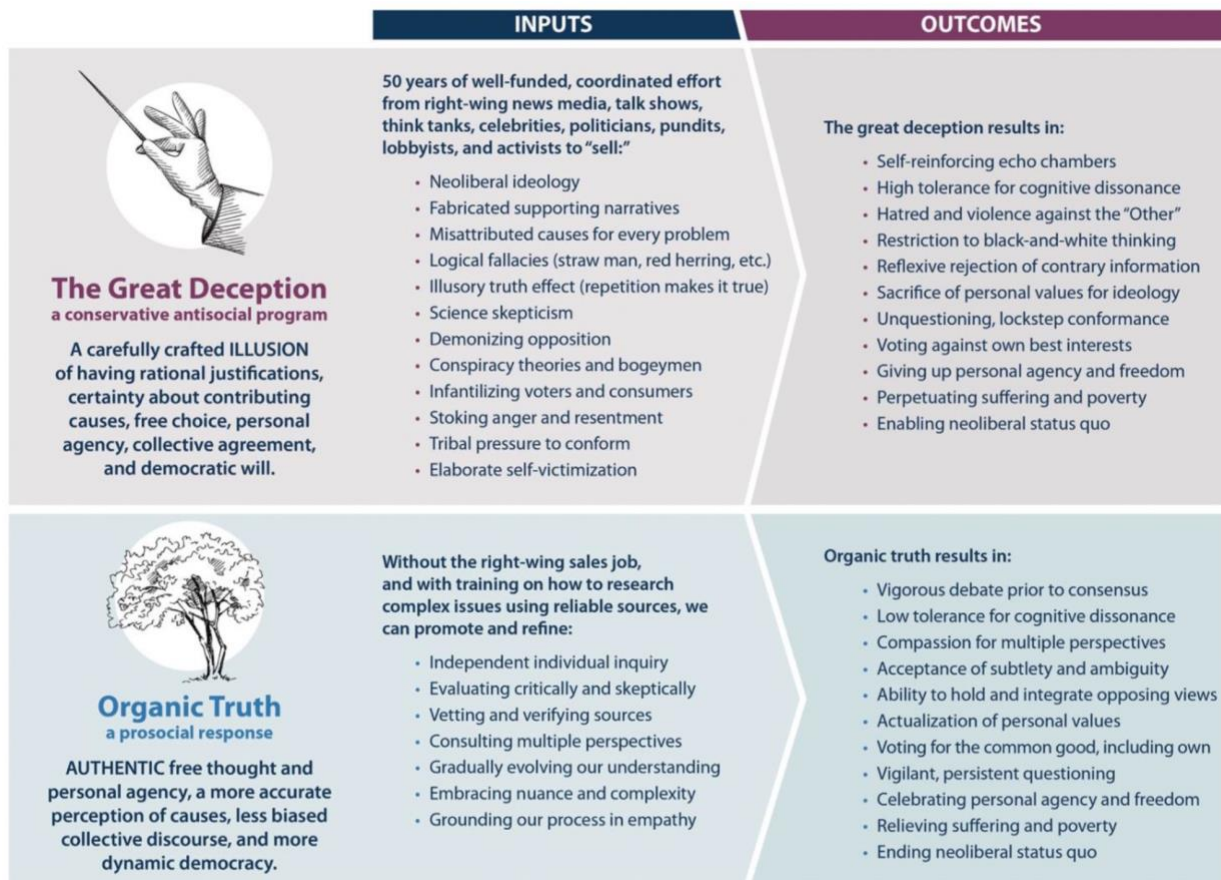 INPUTS
OUTCOMES
The Great Deception
a conservative antisocial program
A carefully crafted ILLUSION
of having rational justifications,
certainty about contributing
causes, free choice, personal
agency, collective agreement,
and democratic will.
50 years of well-funded, coordinated effort
from right-wing news media, talk shows,
think tanks, celebrities, politicians, pundits,
lobbyists, and activists to “sell:”
• Neoliberal ideology
• Fabricated supporting narratives
• Misattributed causes for every problem
• Logical fallacies (straw man, red herring, etc.)
• Illusory truth effect (repetition makes it true)
• Science skepticism
• Demonizing opposition
• Conspiracy theories and bogeymen
• Infantilizing voters and consumers
• Stoking anger and resentment
• Tribal pressure to conform
• Elaborate self-victimization
The great deception results in:
• Self-reinforcing echo chambers
• High tolerance for cognitive dissonance
• Hatred and violence against the “Other”
• Restriction to black-and-white thinking
• Reflexive rejection of contrary information
• Sacrifice of personal values for ideology
• Unquestioning, lockstep conformance
• Voting against own best interests
• Giving up personal agency and freedom
• Perpetuating suffering and poverty
• Enabling neoliberal status quo
Organic Truth
a prosocial response
AUTHENTIC free thought and
personal agency, a more accurate
perception of causes, less biased
collective discourse, and more
dynamic democracy.
Without the right-wing sales job,
and with training on how to research
complex issues using reliable sources, we
can promote and refine:
• Independent individual inquiry
• Evaluating critically and skeptically
• Vetting and verifying sources
• Consulting multiple perspectives
• Gradually evolving our understanding
• Embracing nuance and complexity
• Grounding our process in empathy
Organic truth results in:
• Vigorous debate prior to consensus
• Low tolerance for cognitive dissonance
• Compassion for multiple perspectives
• Acceptance of subtlety and ambiguity
• Ability to hold and integrate opposing views
• Actualization of personal values
• Voting for the common good, including own
• Vigilant, persistent questioning
• Celebrating personal agency and freedom
• Relieving suffering and poverty
• Ending neoliberal status quo